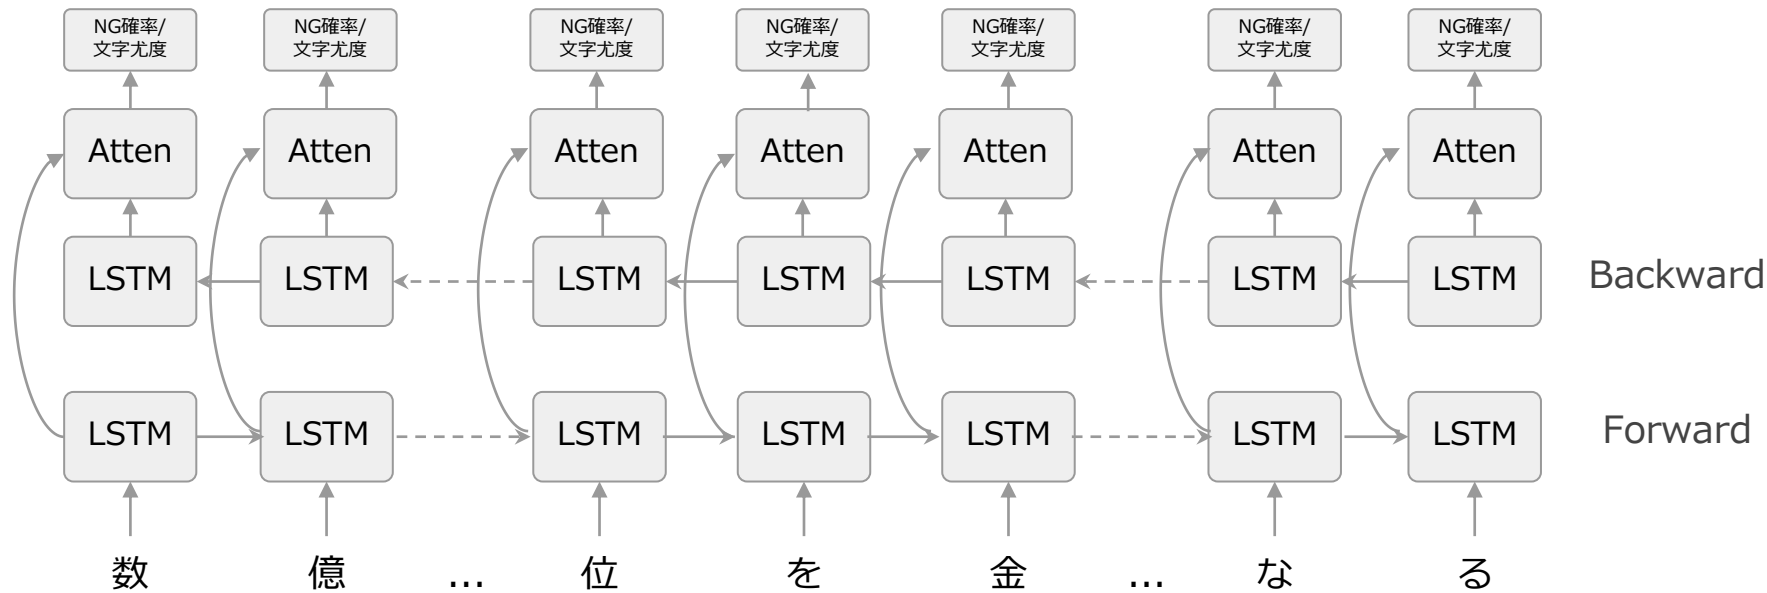 NG確率/ NG確率/ NG確率/ NG確率/ NG確率/ NG確率/ NG確率/
文字尤度 文字尤度 文字尤度 文字尤度 文字尤度 文字尤度 文字尤度
Atten Atten Atten Atten Atten Atten Atten
LSTM LSTM LSTM LSTM LSTM LSTM LSTM Backward
LSTM LSTM LSTM LSTM LSTM LSTM LSTM Forward
数 億 ... 位 を 金 ... な る